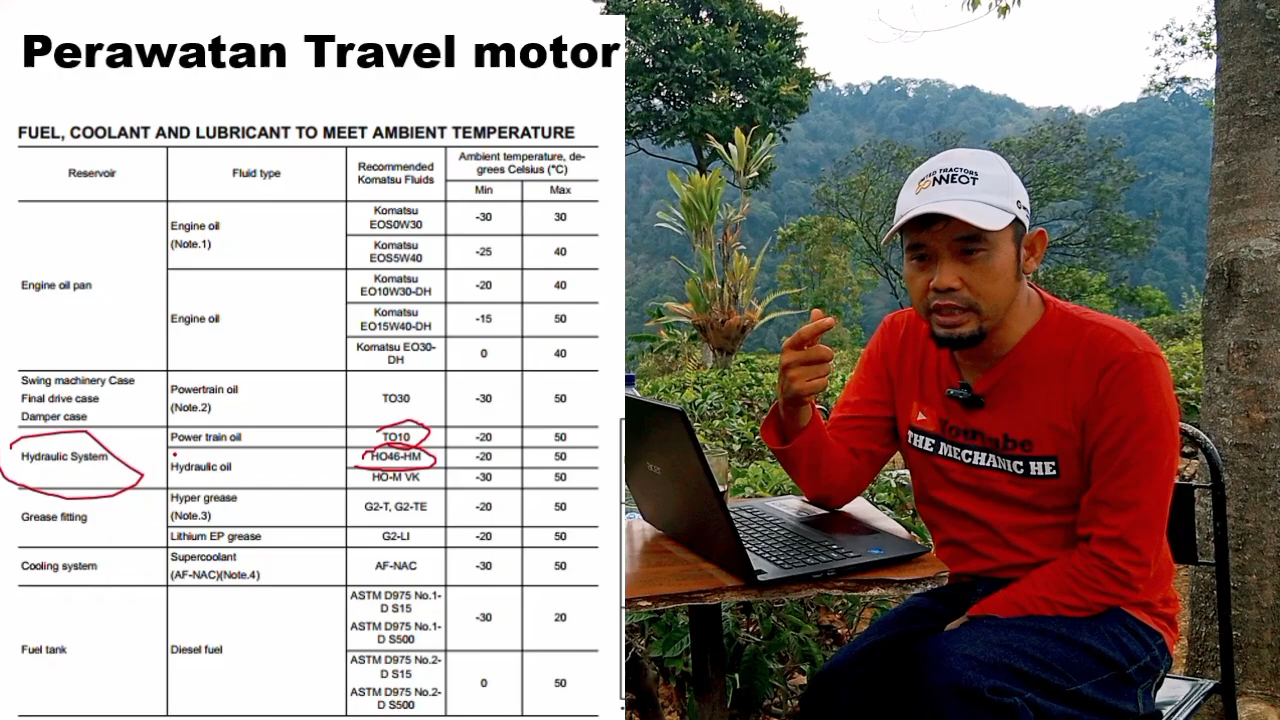 Perawatan Travel motor
FUEL, COOLANT AND LUBRICANT TO MEET AMBIENT TEMPERATURE
Reservoir
Fluid type
Recommended
Komatsu Fluids
Ambient temperature, de-
grees Celsius (°C)
Min
Max
Engine oil pan
Engine oil
(Note.1)
Komatsu
EOS0W30
-30
30
Komatsu
EOS5W40
-25
40
Engine oil
Komatsu
EO10W30-DH
-20
40
Komatsu
EO15W40-DH
-15
50
Komatsu EO30-
DH
0
40
Swing machinery Case
Final drive case
Damper case
Powertrain oil
(Note.2)
TO30
-30
50
Hydraulic System
Power train oil
TO10
-20
50
Hydraulic oil
HO46-HM
-20
50
HO-M VK
-30
50
Grease fitting
Hyper grease
(Note.3)
G2-T, G2-TE
-20
50
Lithium EP grease
G2-LI
-20
50
Cooling system
Supercoolant
(AF-NAC)(Note.4)
AF-NAC
-30
50
Fuel tank
Diesel fuel
ASTM D975 No.1-
D S15
ASTM D975 No.1-
D S500
-30
20
ASTM D975 No.2-
D S15
ASTM D975 No.2-
D S500
0
50
TRACTORS
Youtube
THE MECHANIC HE
acer